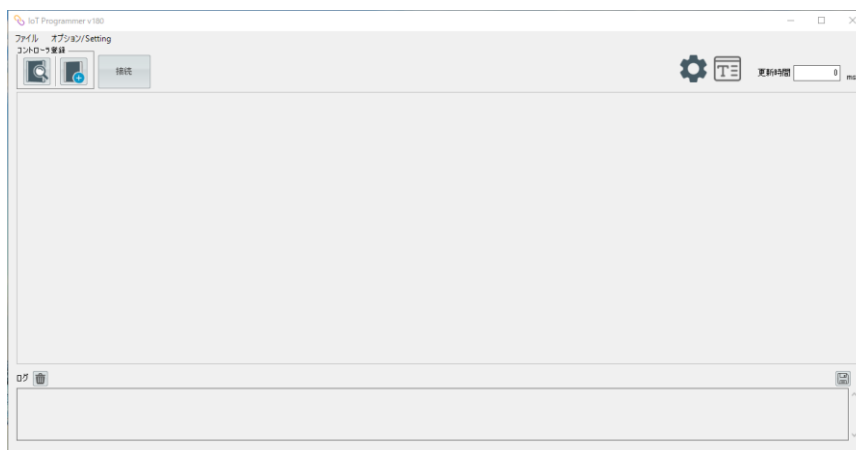 IoT Programmer v180
ファイル オプション/Setting
コントローラ登録
接続
T
更新時間 0 ms
ログ